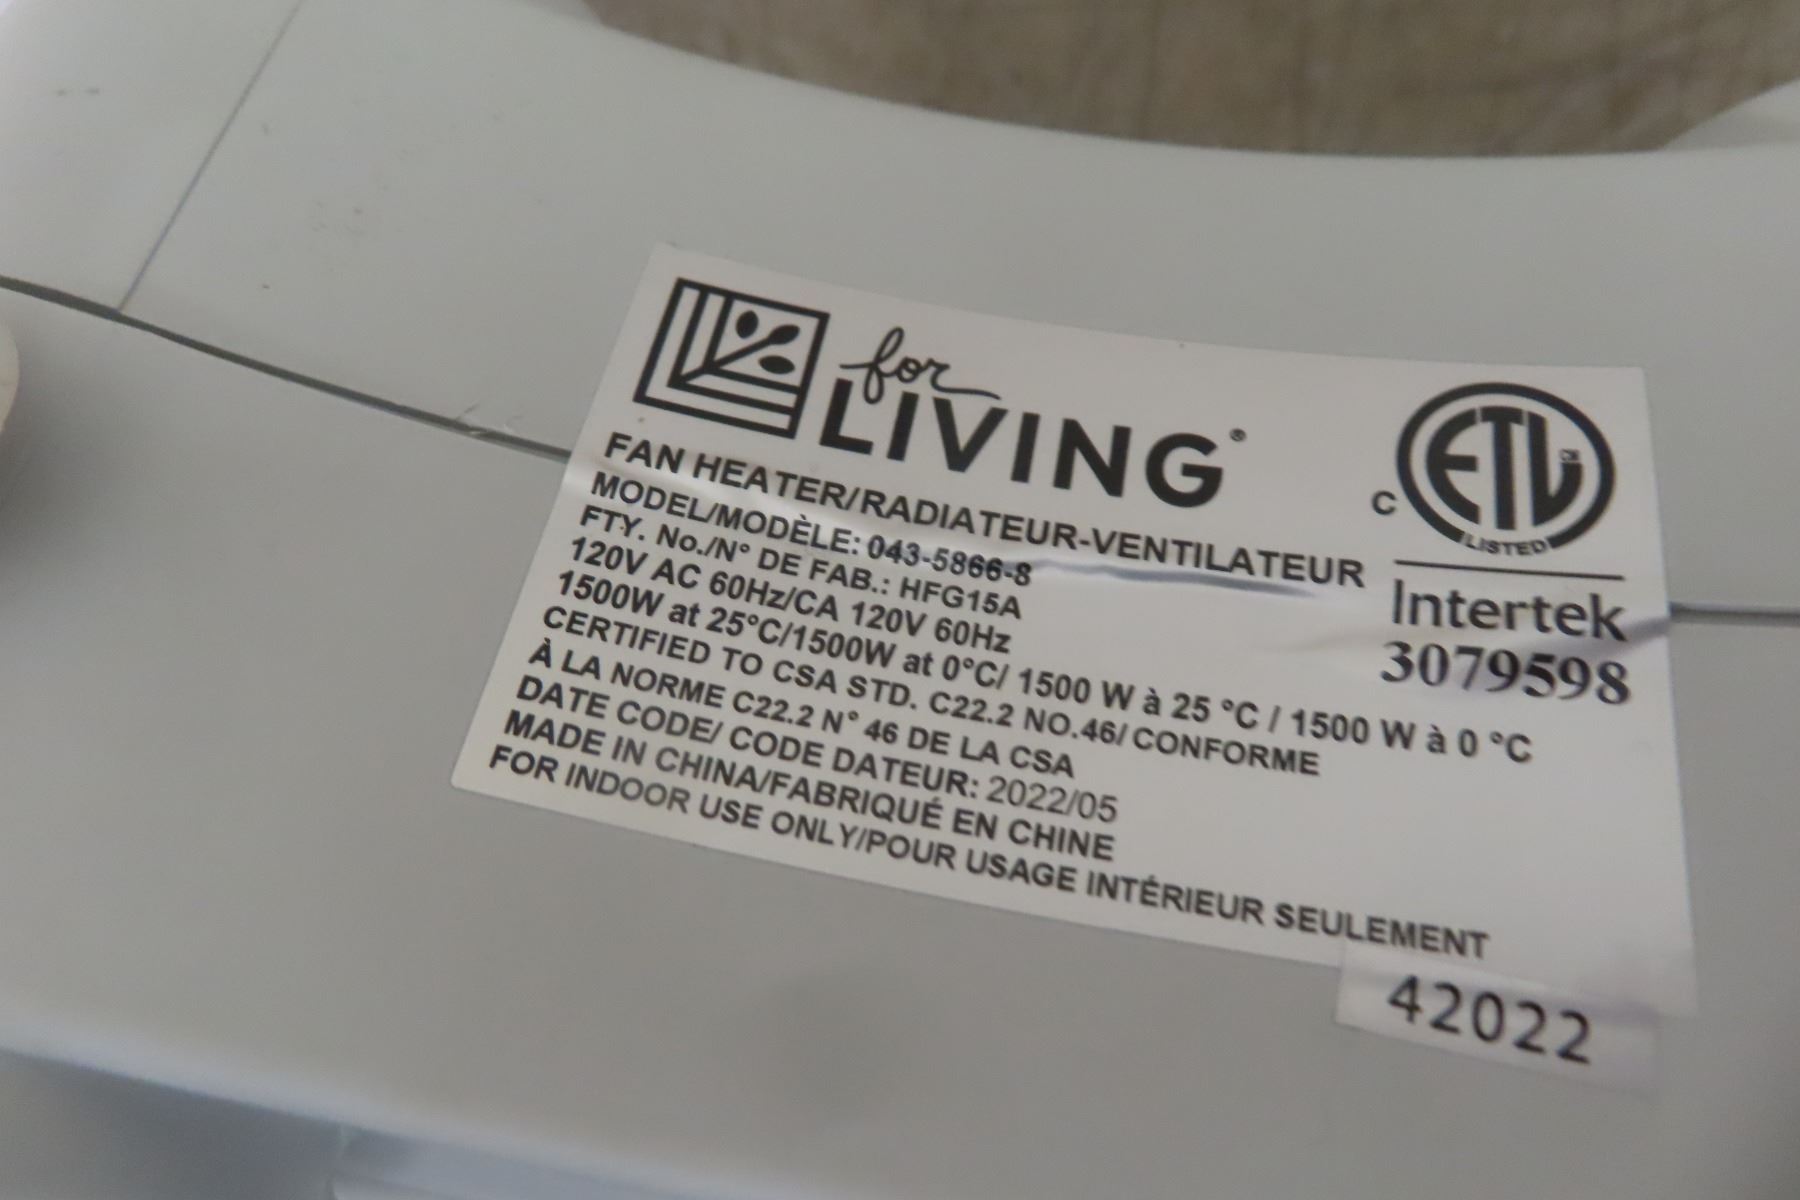 for
LIVING®
FAN HEATER/RADIATEUR-VENTILATEUR
MODEL/MODÈLE: 043-5866-8
FTY. No./N° DE FAB.: HFG15A
120V AC 60Hz/CA 120V 60Hz
1500W at 25°C/1500W at 0°C/ 1500 W à 25 °C / 1500 W à 0 °C
CERTIFIED TO CSA STD. C22.2 NO.46/ CONFORME
À LA NORME C22.2 N° 46 DE LA CSA
DATE CODE/ CODE DATEUR: 2022/05
MADE IN CHINA/FABRIQUÉ EN CHINE
FOR INDOOR USE ONLY/POUR USAGE INTÉRIEUR SEULEMENT
C ETL CM
LISTED
Intertek
3079598
42022